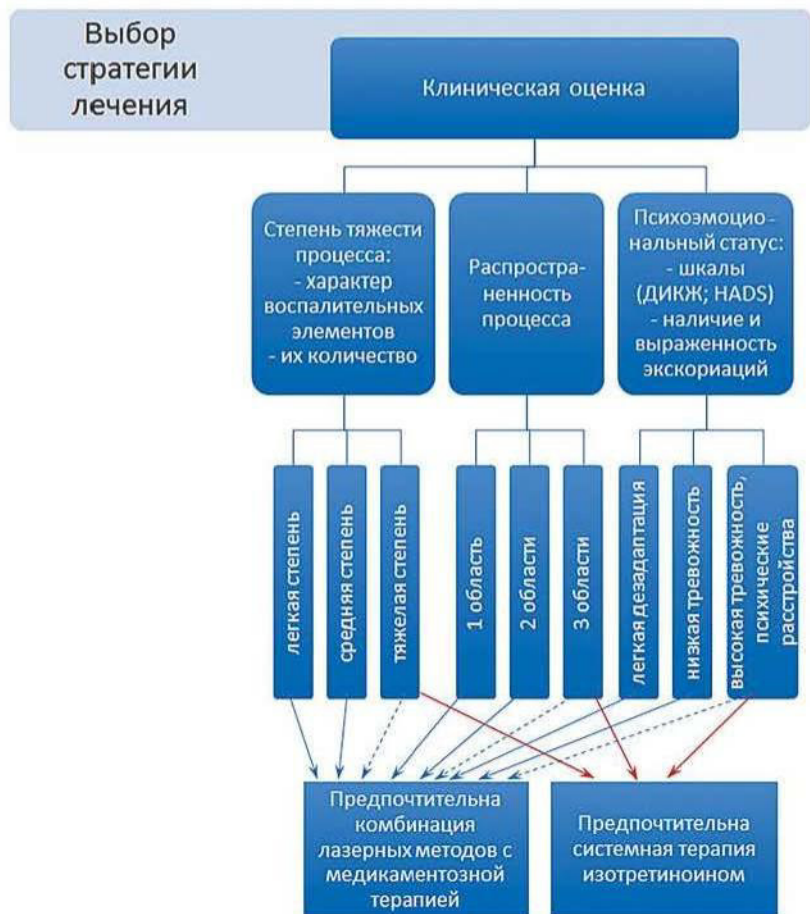 Выбор
стратегии
лечения
Клиническая оценка
Степень тяжести
процесса:
- характер
воспалительных
элементов
- их количество
Распростра-
ненность
процесса
Психоэмоцио-
нальный статус:
- шкалы
(ДИКЖ; HADS)
- наличие и
выраженность
экскориаций
легкая степень
средняя степень
тяжелая степень
1 область
2 области
3 области
легкая дезадаптация
низкая тревожность
высокая тревожность,
психические
расстройства
Предпочтительна
комбинация
лазерных методов с
медикаментозной
терапией
Предпочтительна
системная терапия
изотретиноином